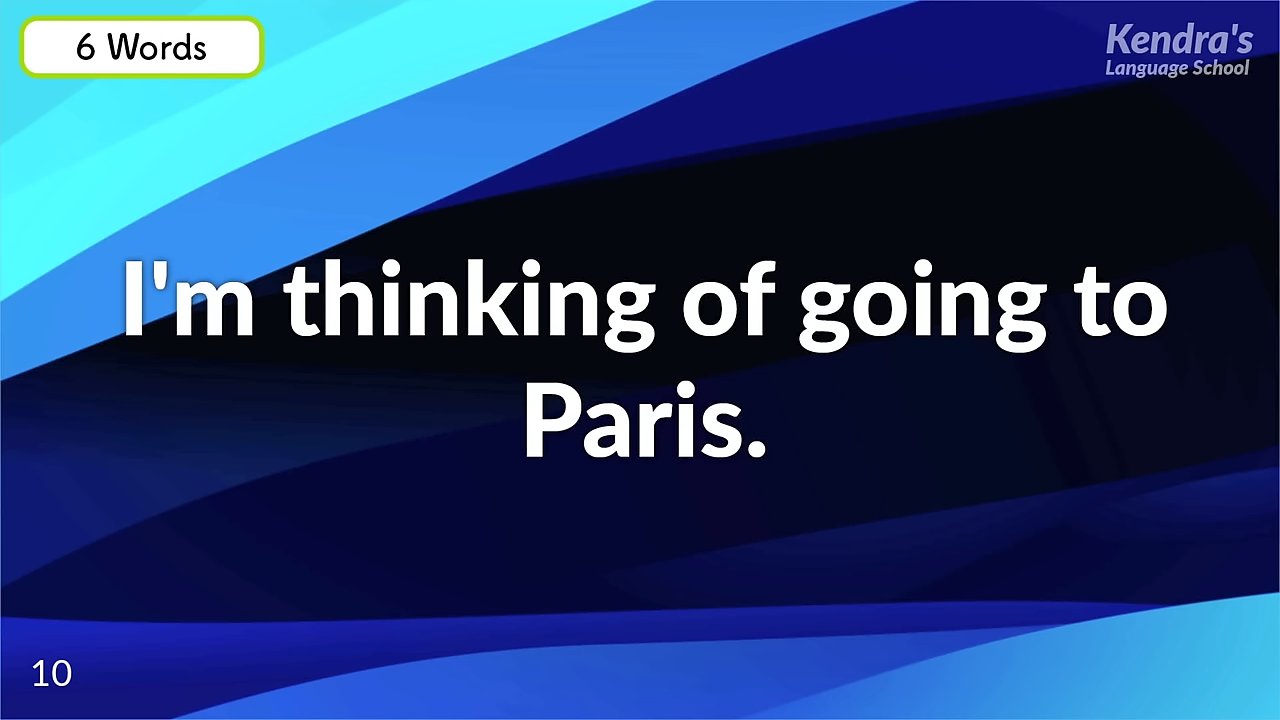 6 Words
Kendra's
Language School
I'm thinking of going to
Paris.
10